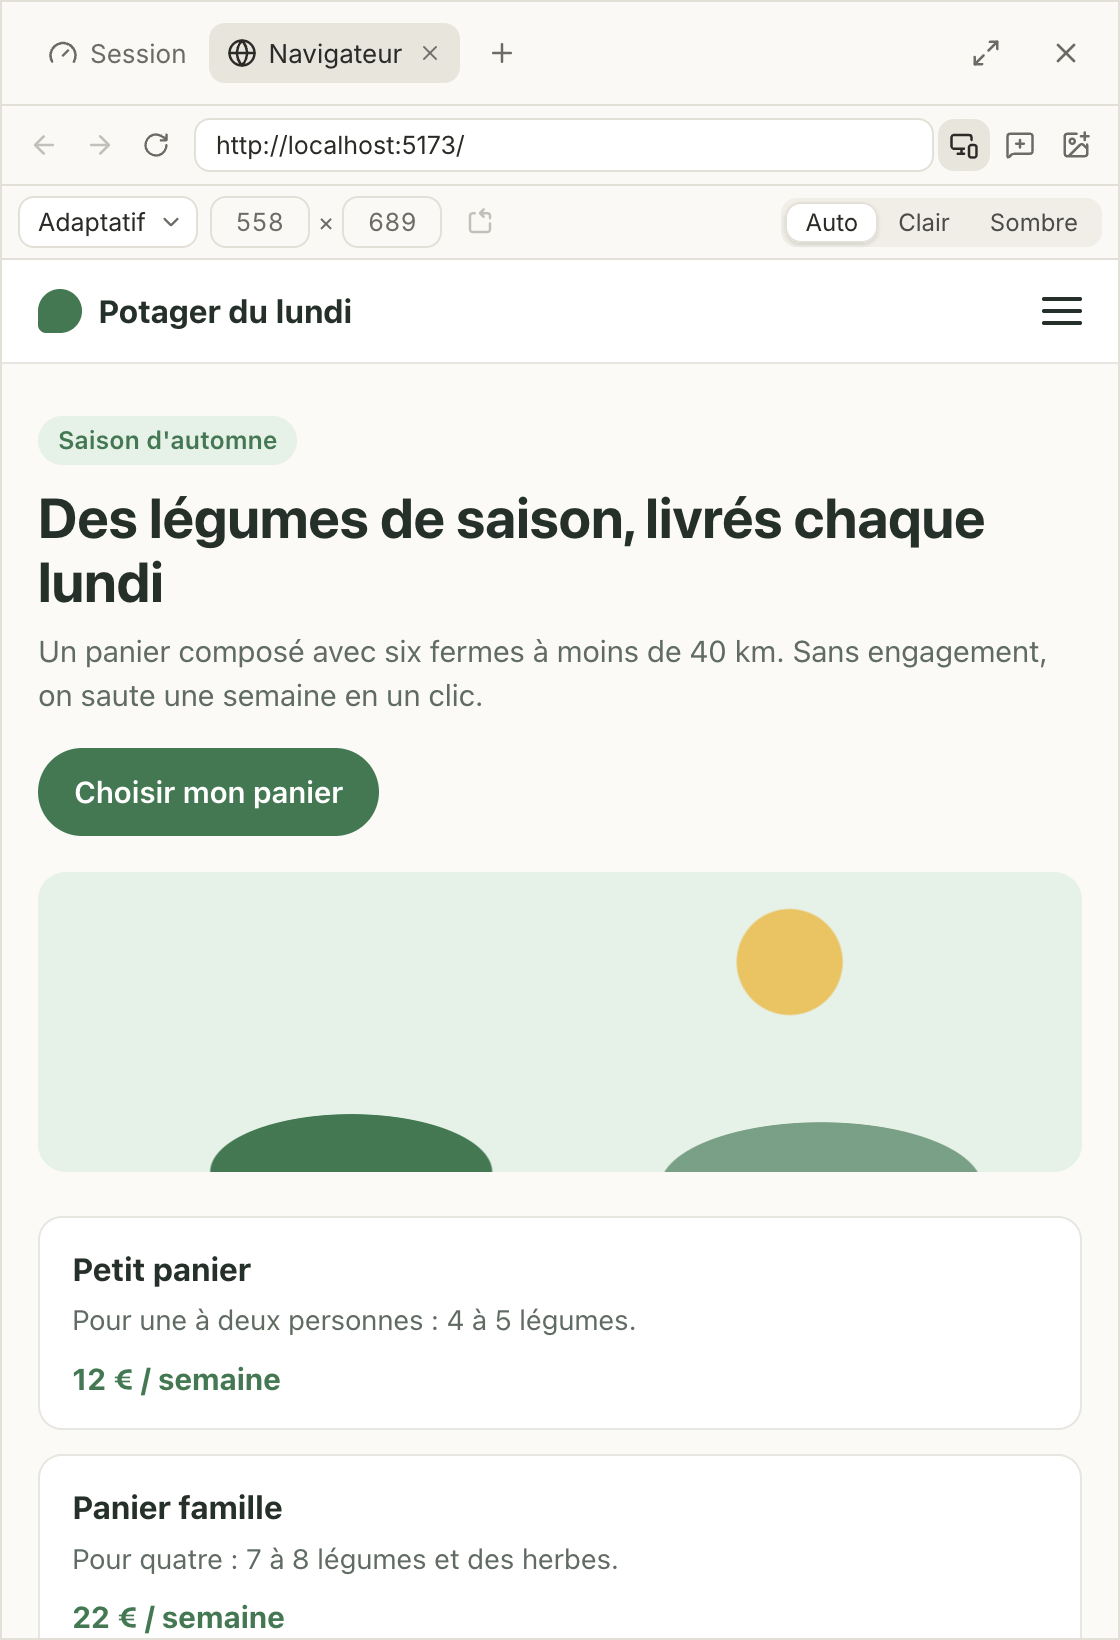 Session
Navigateur
http://localhost:5173/
Adaptatif
558 × 689
Auto
Clair
Sombre
Potager du lundi
Saison d'automne
Des légumes de saison, livrés chaque
lundi
Un panier composé avec six fermes à moins de 40 km. Sans engagement,
on saute une semaine en un clic.
Choisir mon panier
Petit panier
Pour une à deux personnes : 4 à 5 légumes.
12 € / semaine
Panier famille
Pour quatre : 7 à 8 légumes et des herbes.
22 € / semaine